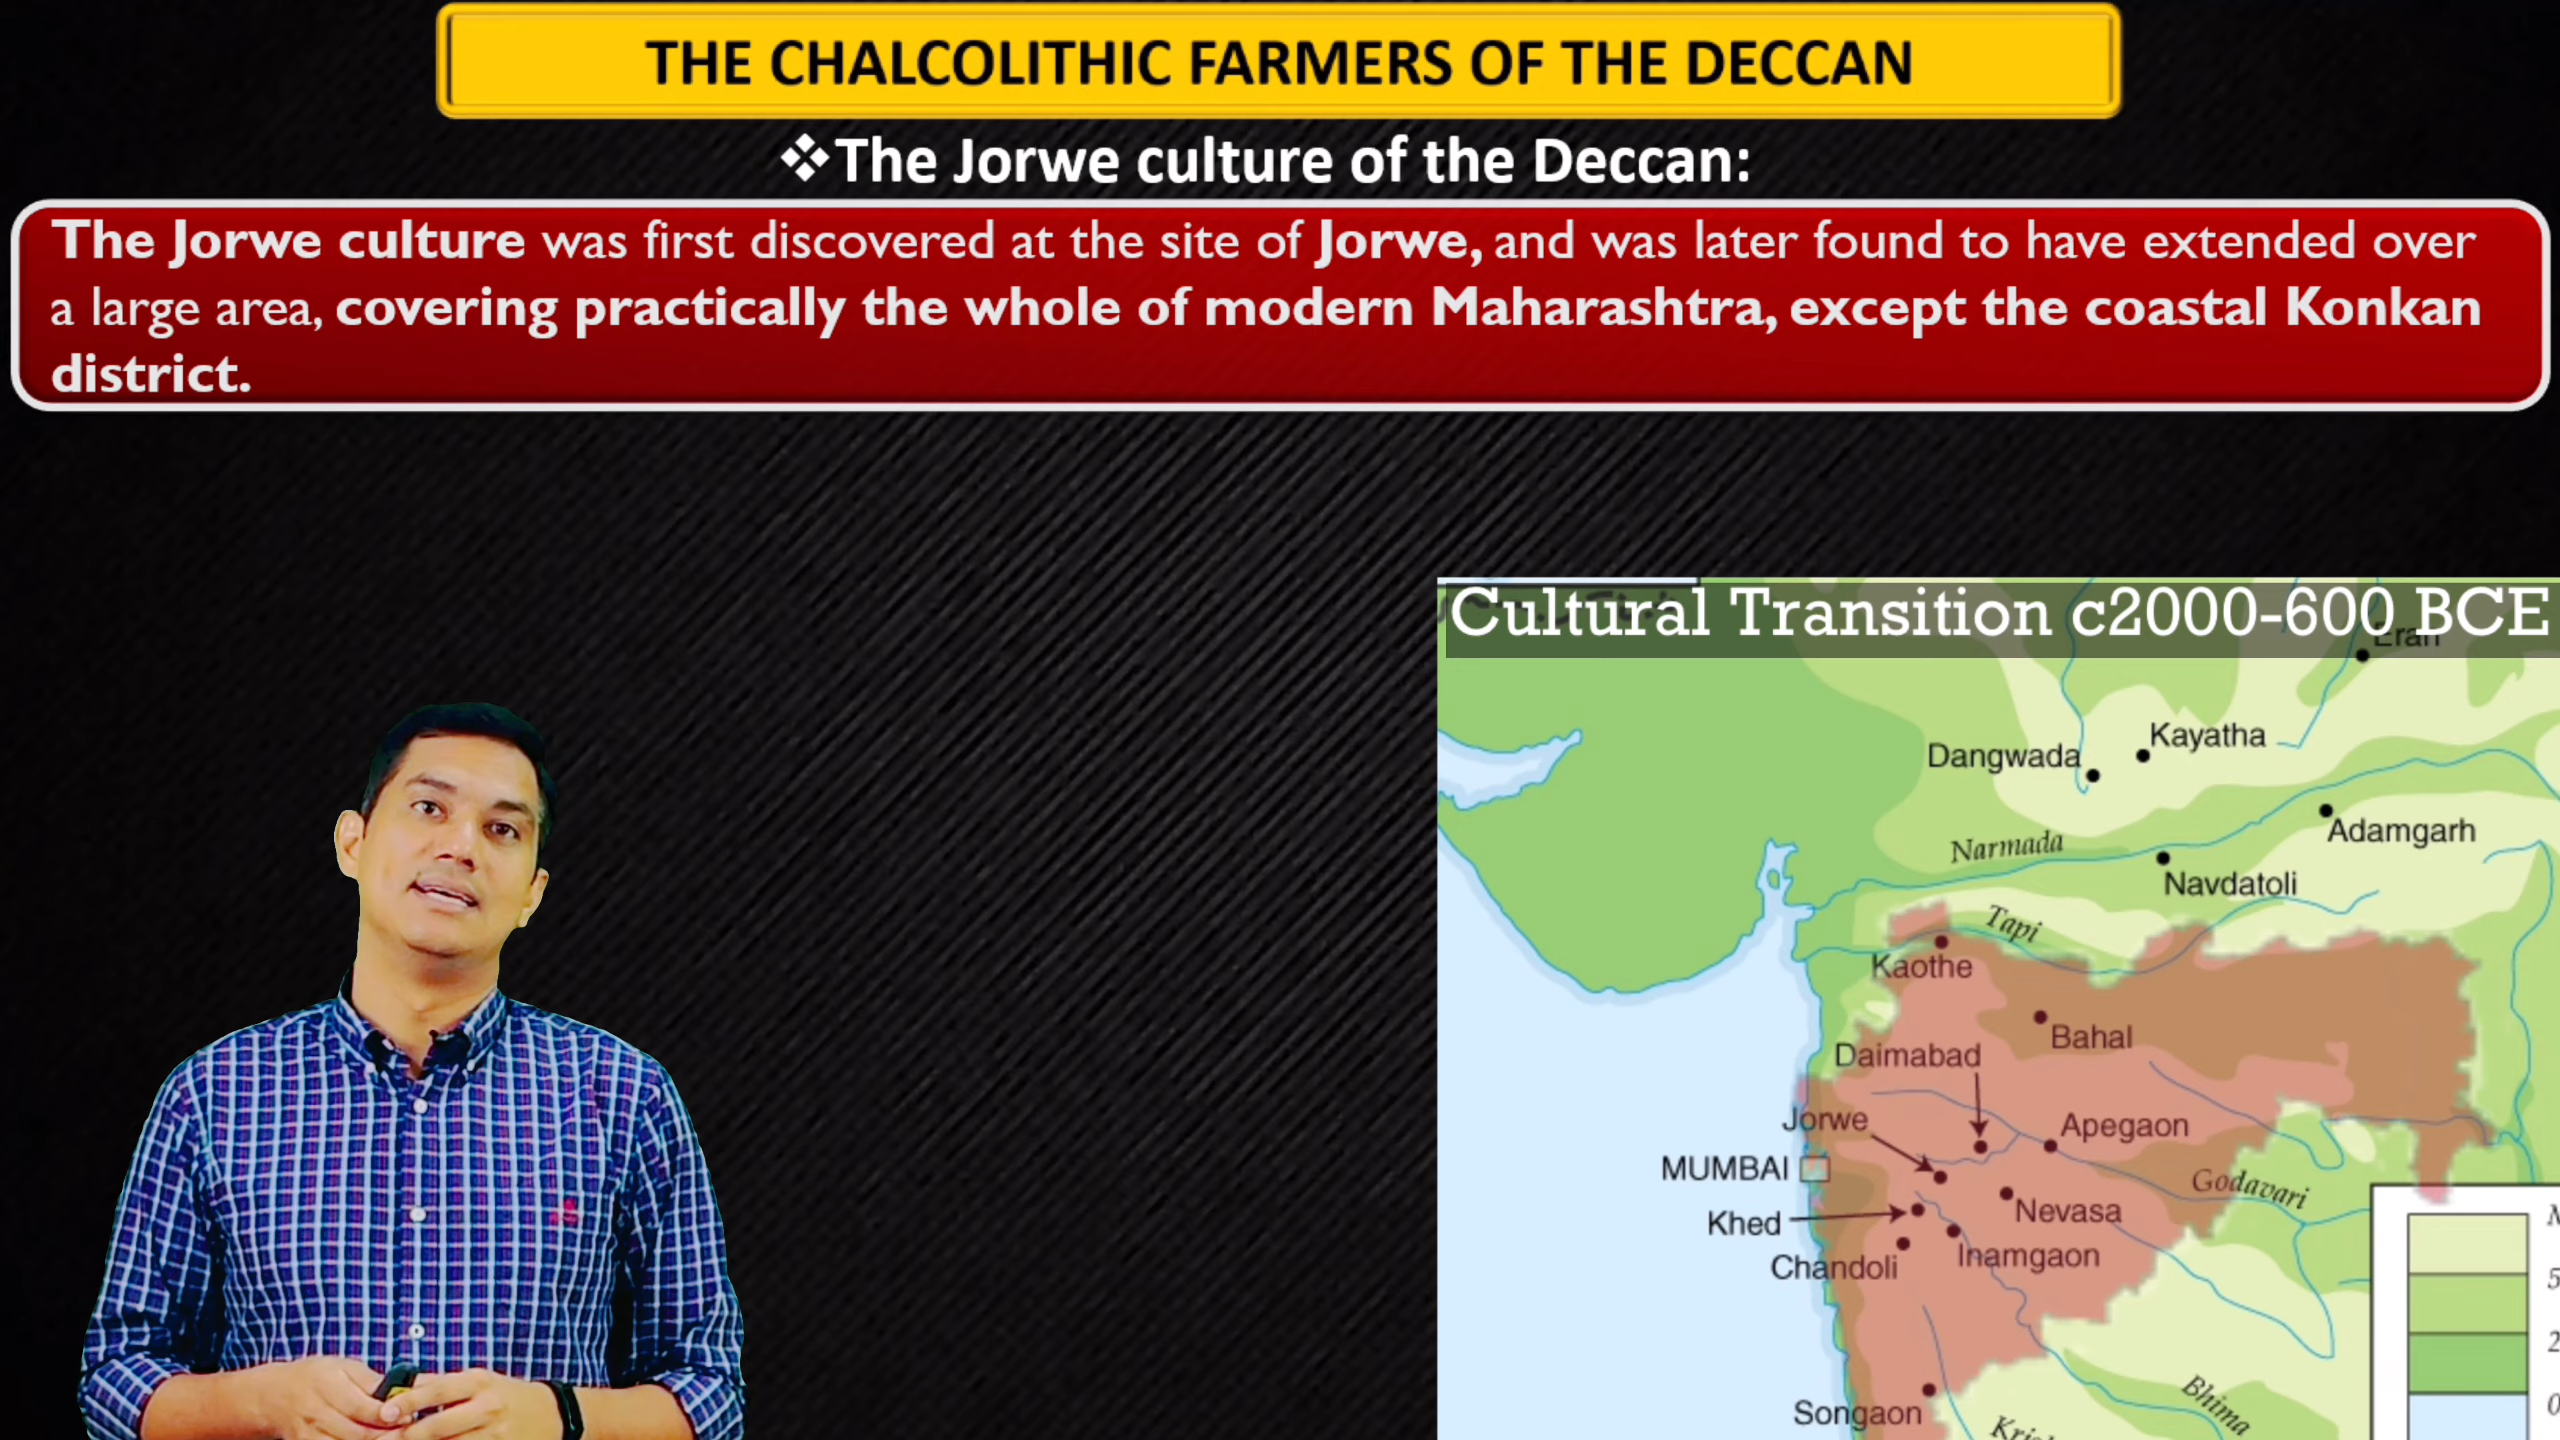 THE CHALCOLITHIC FARMERS OF THE DECCAN
❖The Jorwe culture of the Deccan:
The Jorwe culture was first discovered at the site of Jorwe, and was later found to have extended over
a large area, covering practically the whole of modern Maharashtra, except the coastal Konkan
district.
Cultural Transition c2000-600 BCE
Eran
Kayatha
Dangwada
Adamgarh
Narmada
Navdatoli
Tapi
Kaothe
Bahal
Daimabad
Jorwe
Apegaon
MUMBAI
Godavari
Nevasa
Khed
Inamgaon
Chandoli
Bhima
Songaon